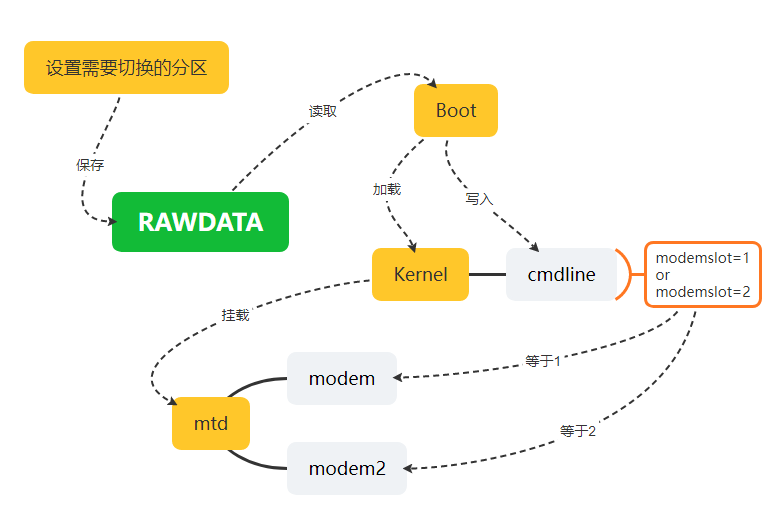 设置需要切换的分区
读取
Boot
保存
加载
写入
RAWDATA
Kernel
cmdline
modemslot=1
or
modemslot=2
挂载
等于1
modem
mtd
等于2
modem2